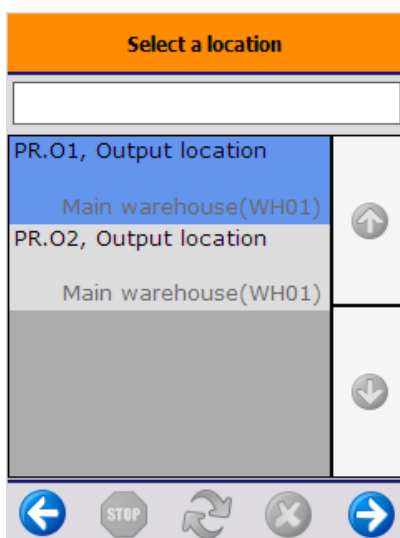 Select a location
PR.O1, Output location
Main warehouse(WH01)
PR.O2, Output location
Main warehouse(WH01)
STOP